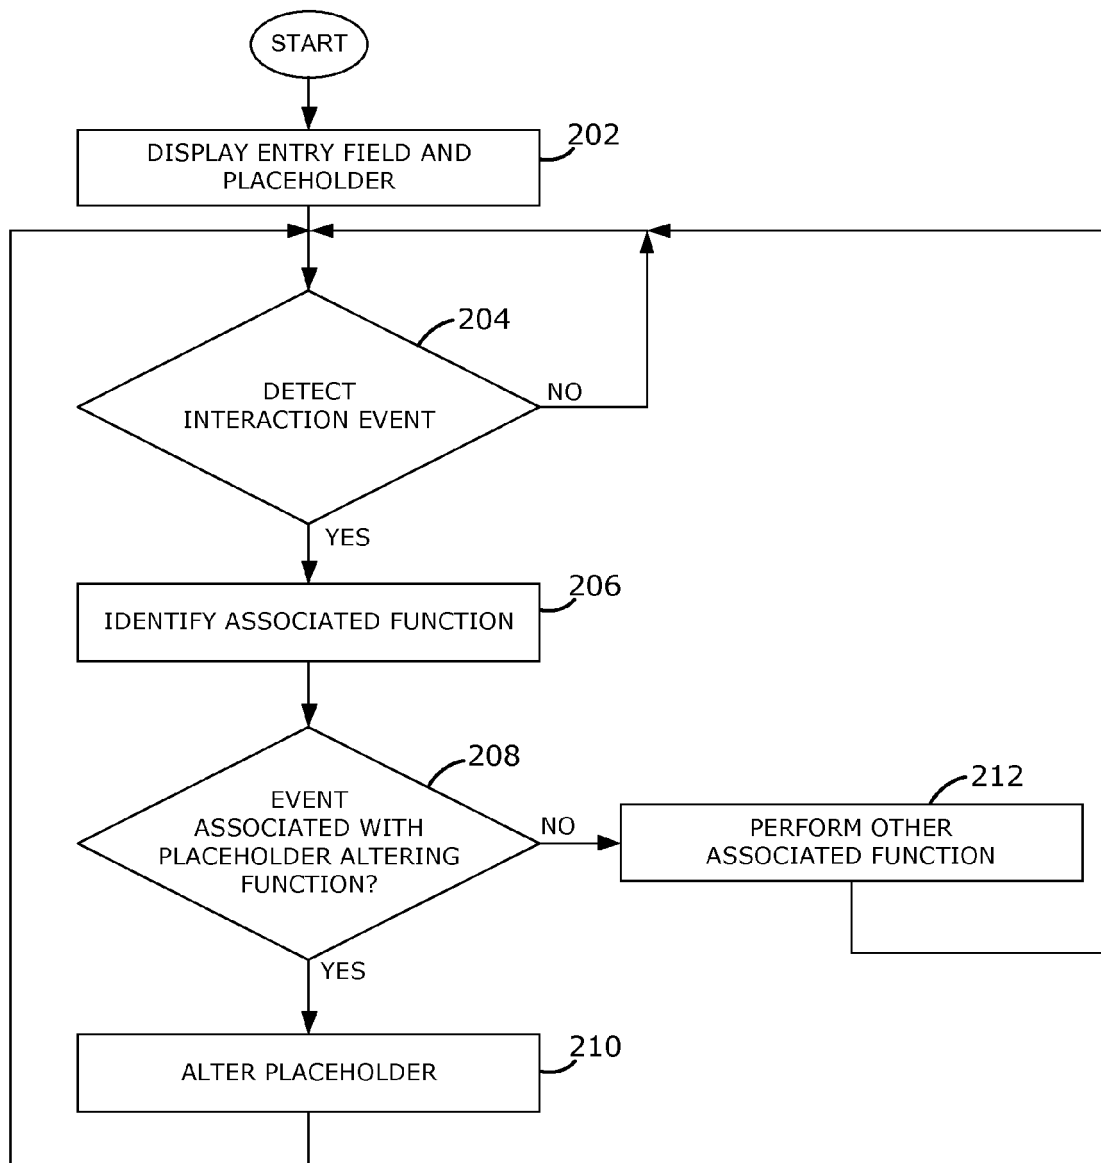 START
202
DISPLAY ENTRY FIELD AND
PLACEHOLDER
204
DETECT
INTERACTION EVENT
NO
YES
206
IDENTIFY ASSOCIATED FUNCTION
208
EVENT
ASSOCIATED WITH
PLACEHOLDER ALTERING
FUNCTION?
NO
212
PERFORM OTHER
ASSOCIATED FUNCTION
YES
210
ALTER PLACEHOLDER